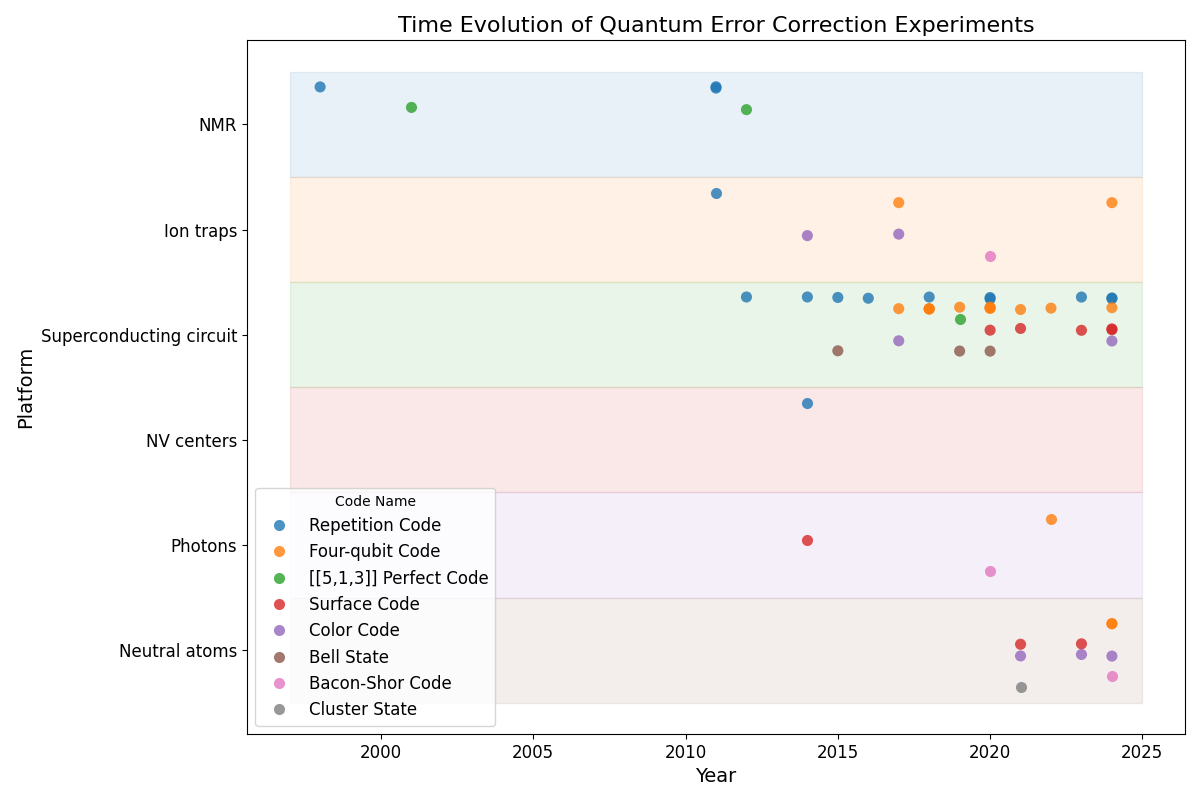 Time Evolution of Quantum Error Correction Experiments
Platform
NMR
Ion traps
Superconducting circuit
NV centers
Photons
Neutral atoms
Code Name
Repetition Code
Four-qubit Code
[[5,1,3]] Perfect Code
Surface Code
Color Code
Bell State
Bacon-Shor Code
Cluster State
2000 2005 2010 2015 2020 2025
Year